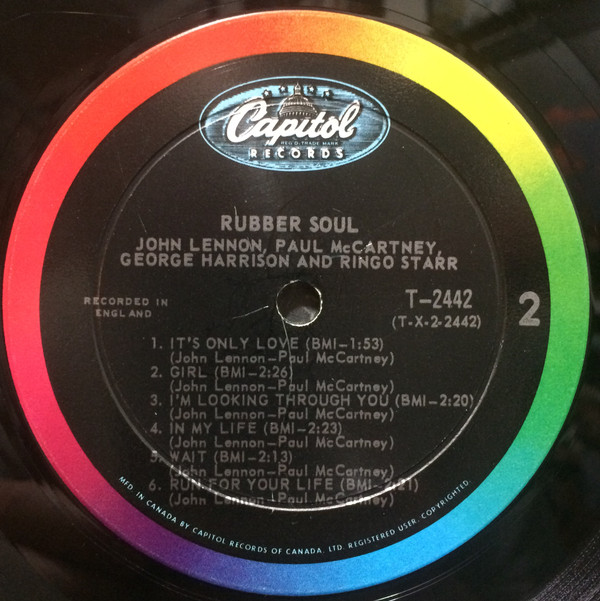 Capitol
REG'D. TRADE MARK
RECORDS
RUBBER SOUL
JOHN LENNON, PAUL McCARTNEY,
GEORGE HARRISON AND RINGO STARR
RECORDED IN
ENGLAND
T-2442
(T-X-2-2442)
2
1. IT'S ONLY LOVE (BMI-1:53)
(John Lennon-Paul McCartney)
2. GIRL (BMI-2:26)
(John Lennon-Paul McCartney)
3. I'M LOOKING THROUGH YOU (BMI-2:20)
(John Lennon-Paul McCartney)
4. IN MY LIFE (BMI-2:23)
(John Lennon-Paul McCartney)
5. WAIT (BMI-2:13)
(John Lennon-Paul McCartney)
6. RUN FOR YOUR LIFE (BMI-2:21)
(John Lennon-Paul McCartney)
MFD. IN CANADA BY CAPITOL RECORDS OF CANADA, LTD. REGISTERED USER. COPYRIGHTED.